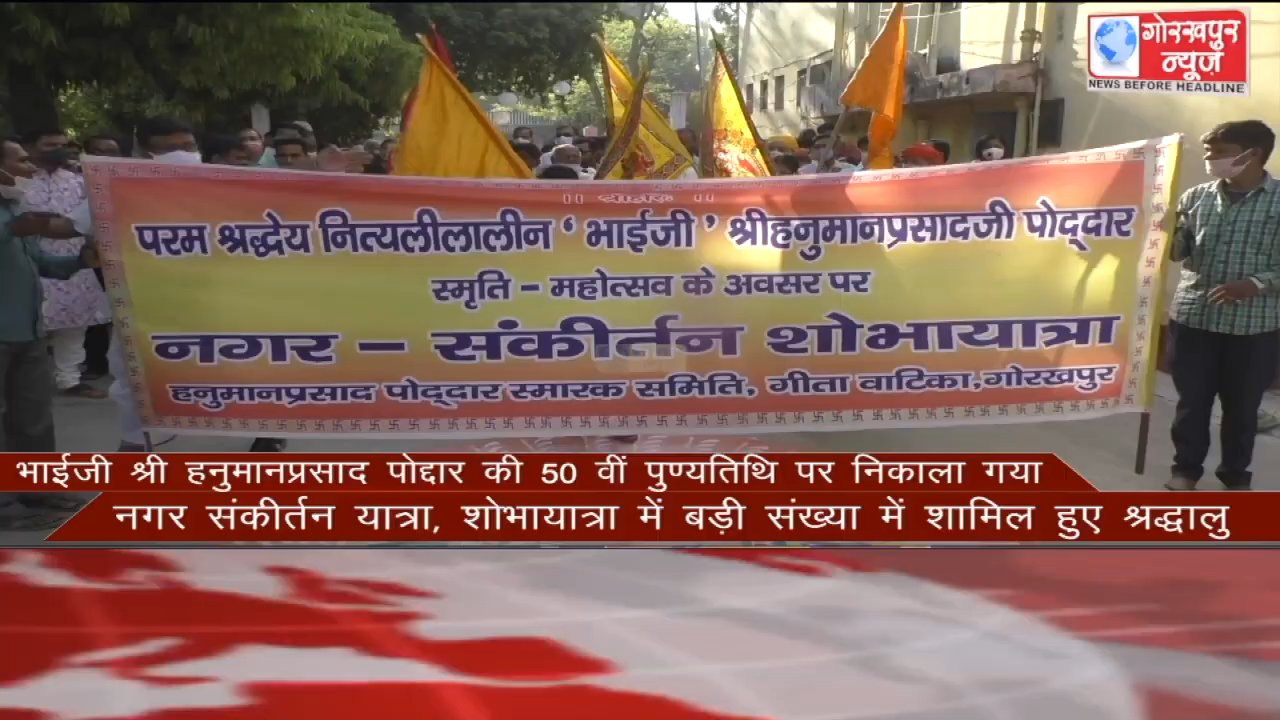 गोरखपुर
न्यूज़
NEWS BEFORE HEADLINE
परम श्रद्धेय नित्यलीलालीन ' भाईजी ' श्रीहनुमानप्रसादजी पोद्दार
स्मृति - महोत्सव के अवसर पर
नगर - संकीर्तन शोभायात्रा
हनुमानप्रसाद पोद्दार स्मारक समिति, गीता वाटिका, गोरखपुर
भाईजी श्री हनुमानप्रसाद पोद्दार की 50 वीं पुण्यतिथि पर निकाला गया
नगर संकीर्तन यात्रा, शोभायात्रा में बड़ी संख्या में शामिल हुए श्रद्धालु